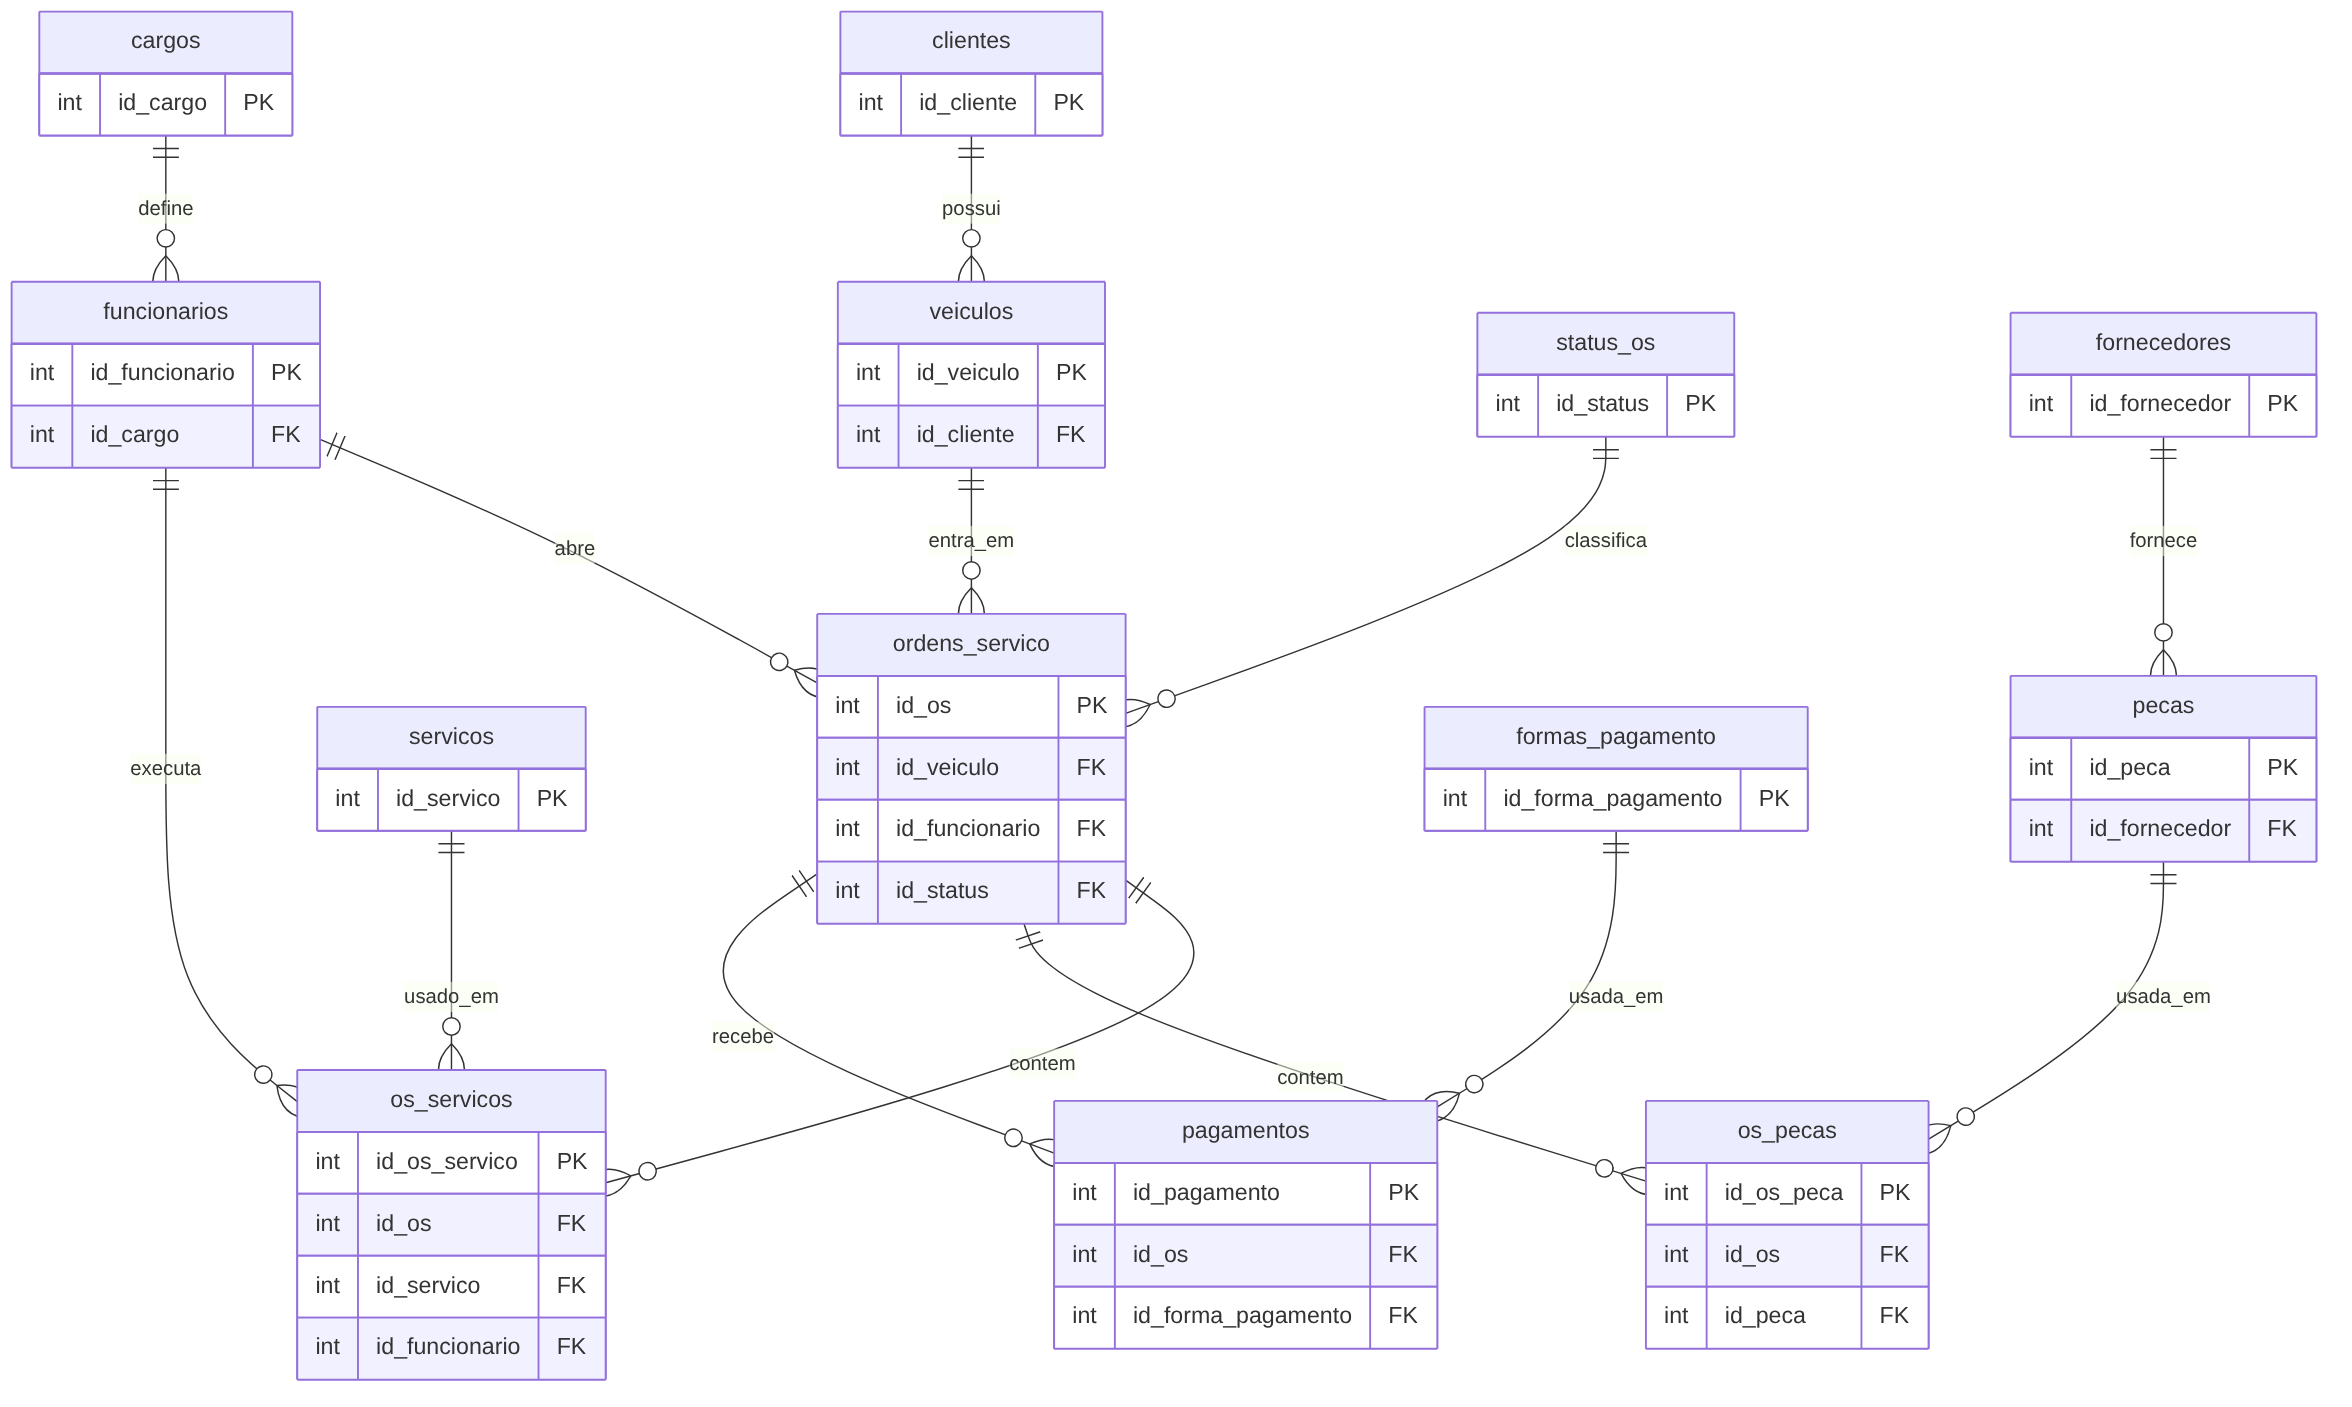 cargos
int id_cargo PK
clientes
int id_cliente PK
define
possui
funcionarios
int id_funcionario PK
int id_cargo FK
veiculos
int id_veiculo PK
int id_cliente FK
status_os
int id_status PK
fornecedores
int id_fornecedor PK
abre
entra_em
classifica
fornece
ordens_servico
int id_os PK
int id_veiculo FK
int id_funcionario FK
int id_status FK
executa
servicos
int id_servico PK
formas_pagamento
int id_forma_pagamento PK
pecas
int id_peca PK
int id_fornecedor FK
usado_em
recebe
contem
contem
usada_em
usada_em
os_servicos
int id_os_servico PK
int id_os FK
int id_servico FK
int id_funcionario FK
pagamentos
int id_pagamento PK
int id_os FK
int id_forma_pagamento FK
os_pecas
int id_os_peca PK
int id_os FK
int id_peca FK